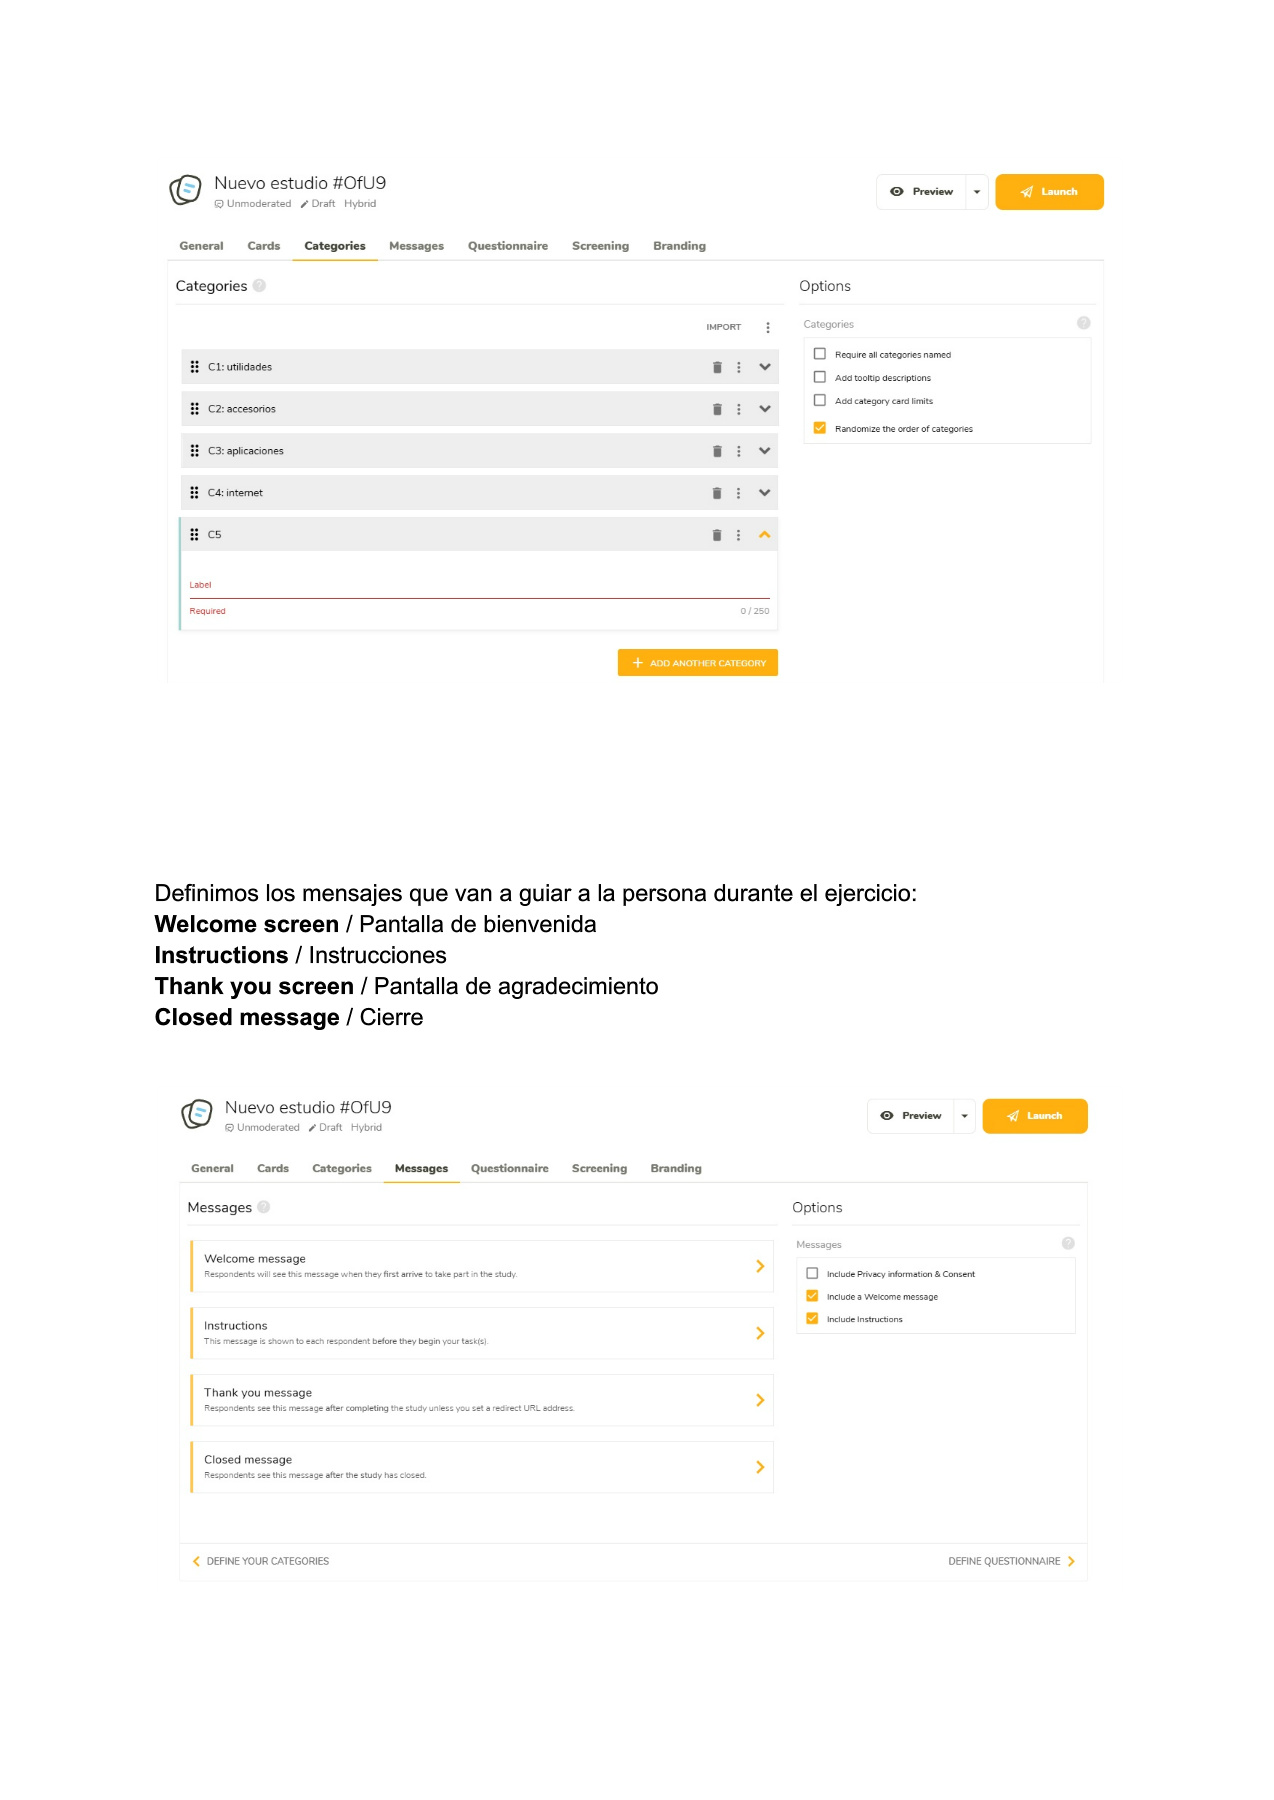 Nuevo estudio #OfU9
Unmoderated Draft Hybrid
Preview
Launch
General Cards Categories Messages Questionnaire Screening Branding
Categories ?
IMPORT
C1: utilidades
C2: accesorios
C3: aplicaciones
C4: internet
C5
Label
Required 0 / 250
+ ADD ANOTHER CATEGORY
Options
Categories ?
Require all categories named
Add tooltip descriptions
Add category card limits
Randomize the order of categories
Definimos los mensajes que van a guiar a la persona durante el ejercicio:
Welcome screen / Pantalla de bienvenida
Instructions / Instrucciones
Thank you screen / Pantalla de agradecimiento
Closed message / Cierre
Nuevo estudio #OfU9
Unmoderated Draft Hybrid
Preview
Launch
General Cards Categories Messages Questionnaire Screening Branding
Messages ?
Welcome message
Respondents will see this message when they first arrive to take part in the study.
Instructions
This message is shown to each respondent before they begin your task(s).
Thank you message
Respondents see this message after completing the study unless you set a redirect URL address.
Closed message
Respondents see this message after the study has closed.
Options
Messages ?
Include Privacy information & Consent
Include a Welcome message
Include Instructions
DEFINE YOUR CATEGORIES
DEFINE QUESTIONNAIRE